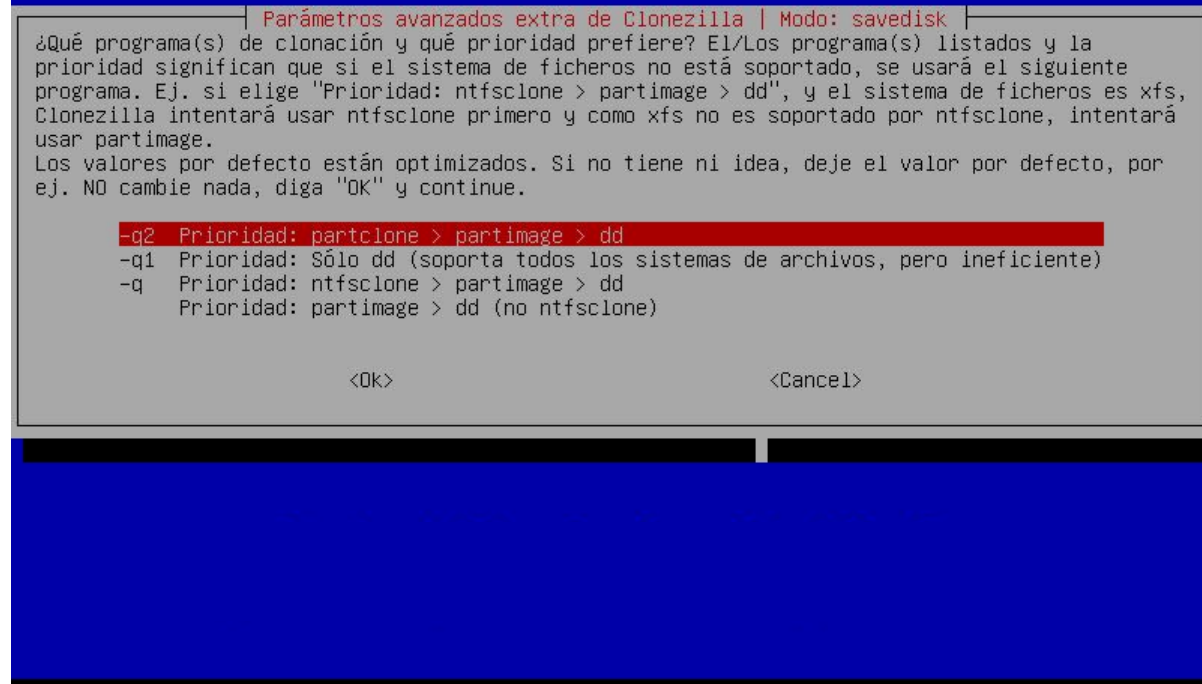 Parámetros avanzados extra de Clonezilla | Modo: savedisk
¿Qué programa(s) de clonación y qué prioridad prefiere? El/Los programa(s) listados y la
prioridad significan que si el sistema de ficheros no está soportado, se usará el siguiente
programa. Ej. si elige "Prioridad: ntfsclone > partimage > dd", y el sistema de ficheros es xfs,
Clonezilla intentará usar ntfsclone primero y como xfs no es soportado por ntfsclone, intentará
usar partimage.
Los valores por defecto están optimizados. Si no tiene ni idea, deje el valor por defecto, por
ej. NO cambie nada, diga "OK" y continue.
-q2 Prioridad: partclone > partimage > dd
-q1 Prioridad: Sólo dd (soporta todos los sistemas de archivos, pero ineficiente)
-q Prioridad: ntfsclone > partimage > dd
Prioridad: partimage > dd (no ntfsclone)
<Ok> <Cancel>